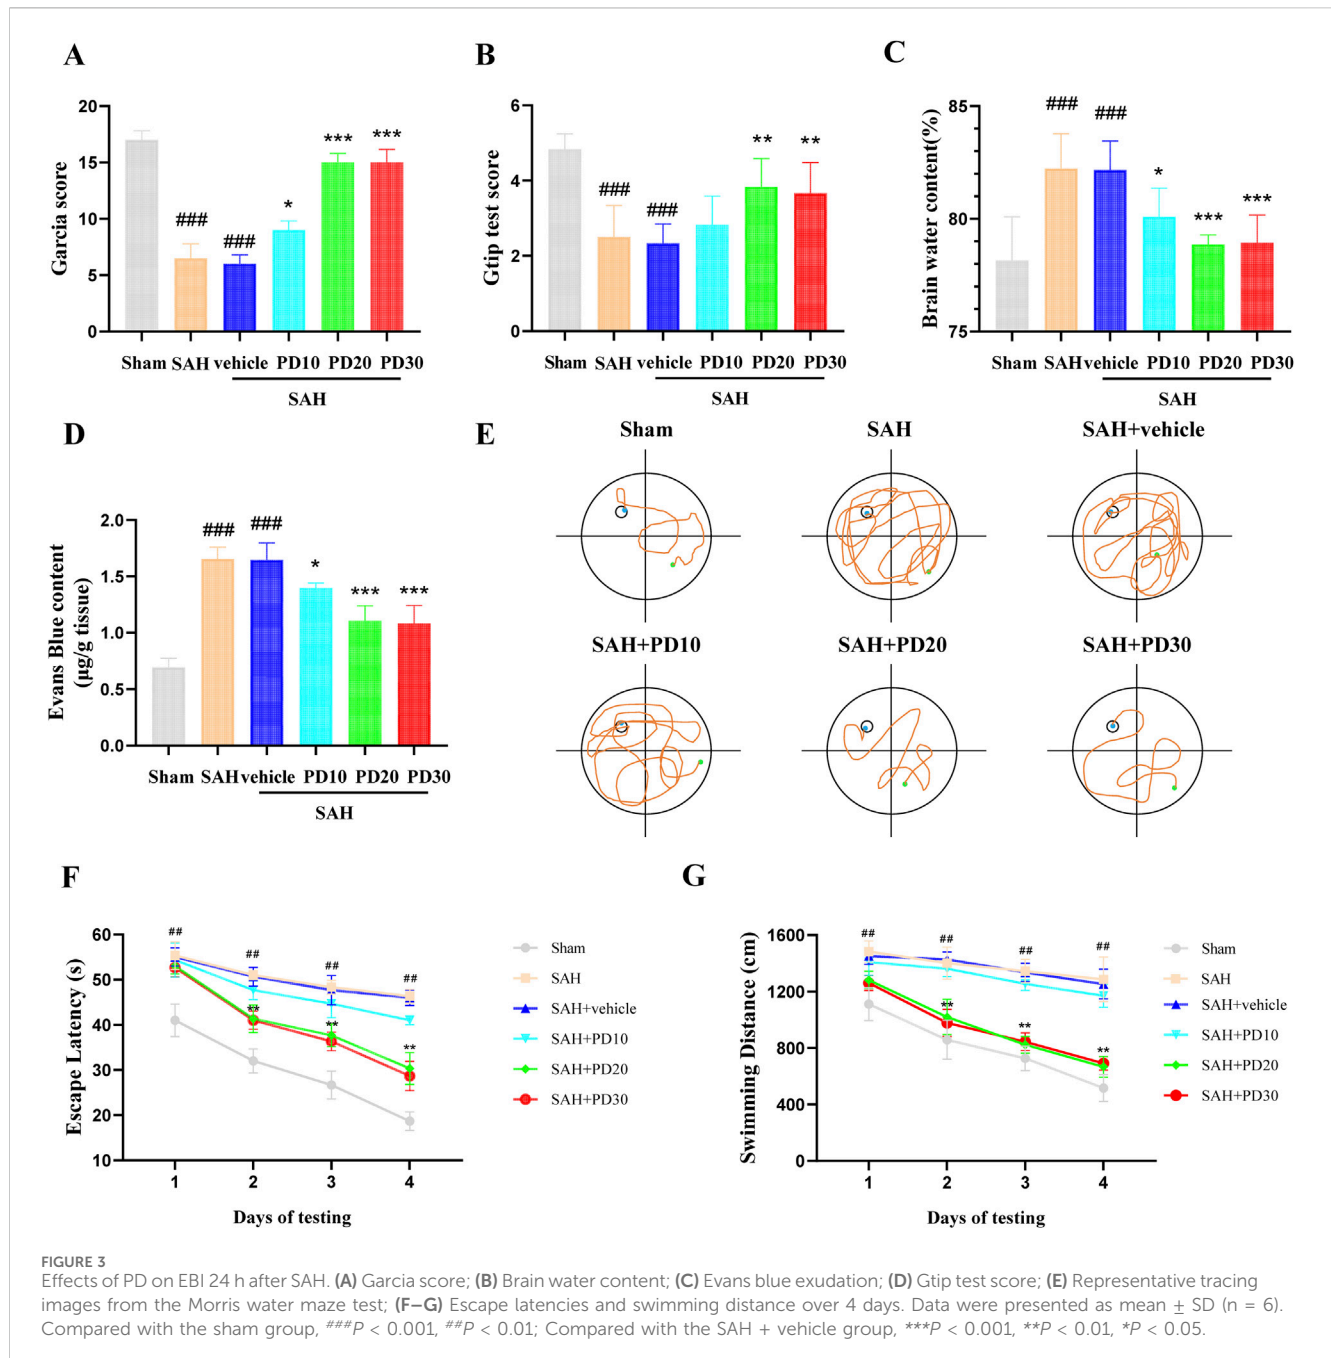 A
Garcia score
20
15
10
5
0
###
###
*
***
***
Sham SAH vehicle PD10 PD20 PD30
SAH
B
Gtip test score
6
4
2
0
###
###
**
**
Sham SAH vehicle PD10 PD20 PD30
SAH
C
Brain water content(%)
85
80
75
###
###
*
***
***
Sham SAH vehicle PD10 PD20 PD30
SAH
D
Evans Blue content
(µg/g tissue)
2.0
1.5
1.0
0.5
0.0
###
###
*
***
***
Sham SAH vehicle PD10 PD20 PD30
SAH
E
Sham
SAH
SAH+vehicle
SAH+PD10
SAH+PD20
SAH+PD30
F
Escape Latency (s)
60
50
40
30
20
10
##
##
##
##
**
**
**
1 2 3 4
Days of testing
Sham
SAH
SAH+vehicle
SAH+PD10
SAH+PD20
SAH+PD30
G
Swimming Distance (cm)
1600
1200
800
400
0
##
##
##
##
**
**
**
1 2 3 4
Days of testing
Sham
SAH
SAH+vehicle
SAH+PD10
SAH+PD20
SAH+PD30
FIGURE 3
Effects of PD on EBI 24 h after SAH. (A) Garcia score; (B) Brain water content; (C) Evans blue exudation; (D) Gtip test score; (E) Representative tracing
images from the Morris water maze test; (F–G) Escape latencies and swimming distance over 4 days. Data were presented as mean ± SD (n = 6).
Compared with the sham group, ###P < 0.001, ##P < 0.01; Compared with the SAH + vehicle group, ***P < 0.001, **P < 0.01, *P < 0.05.